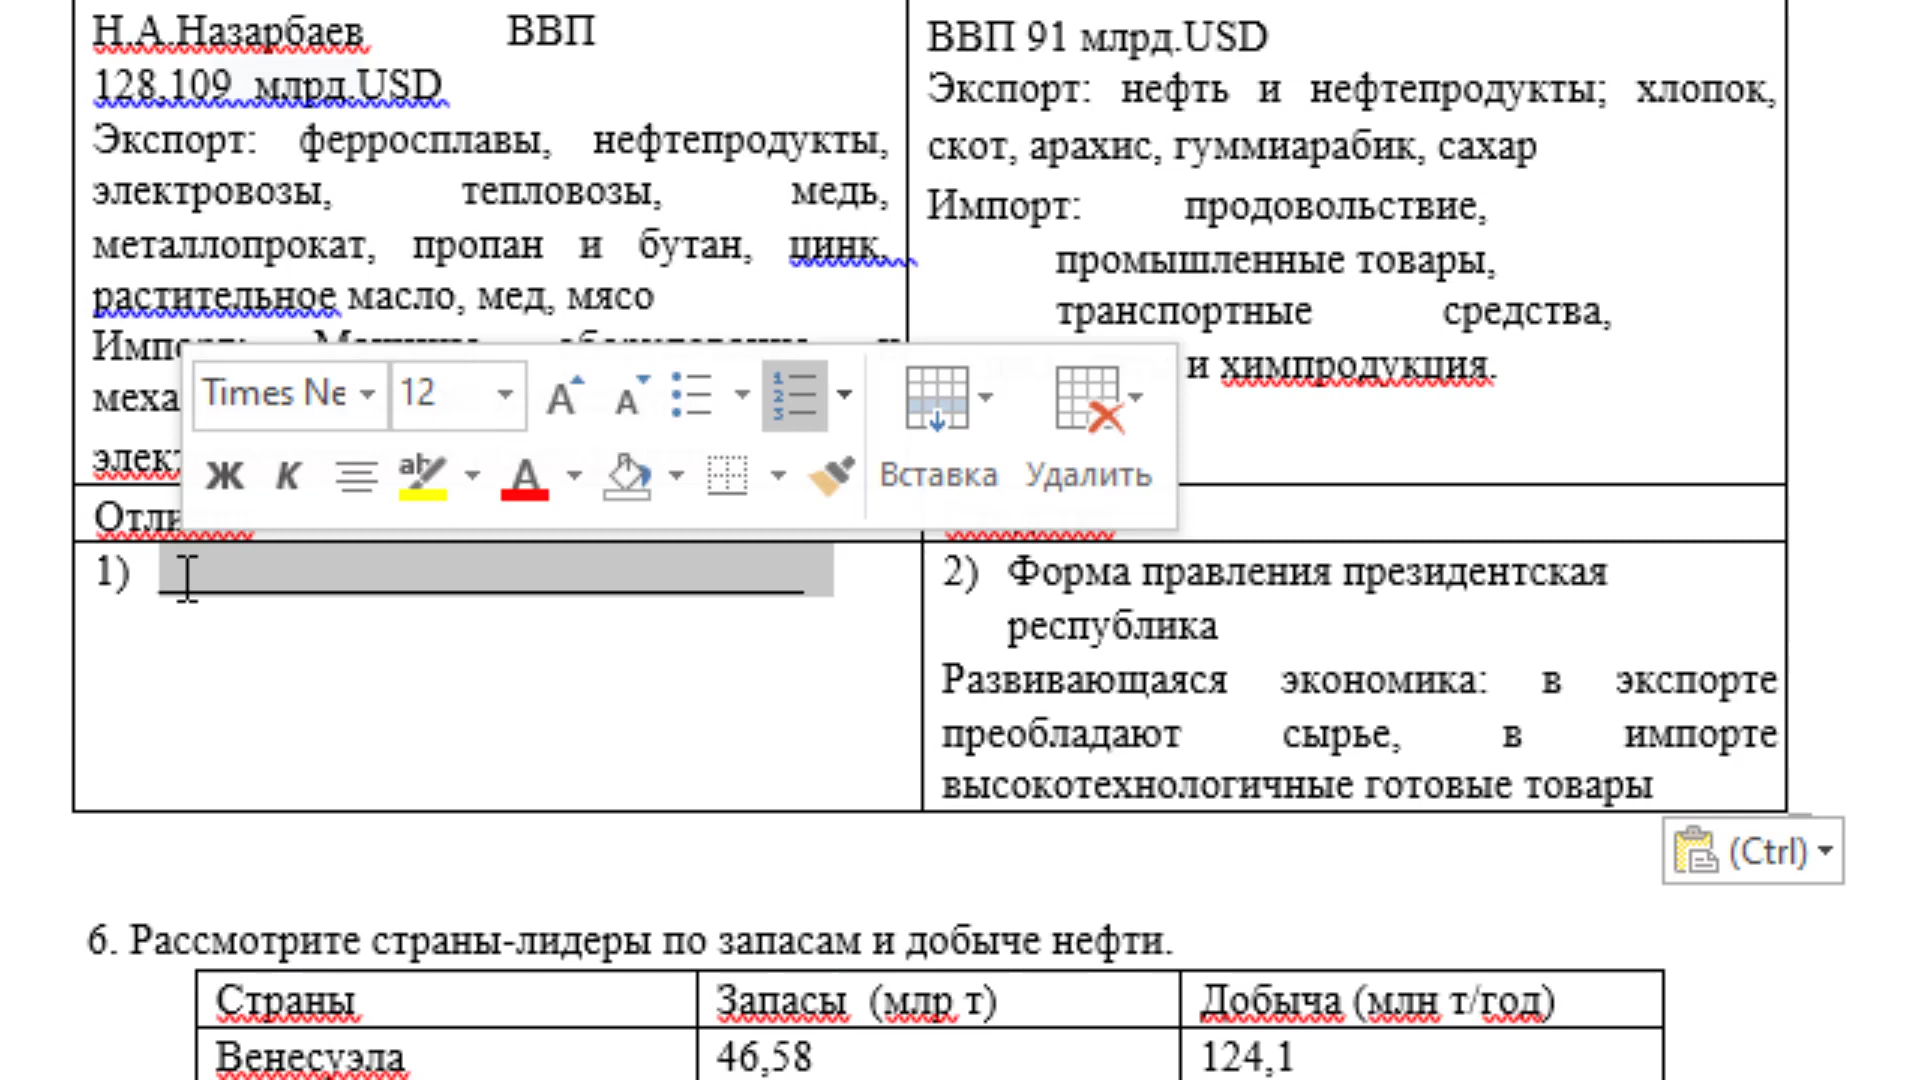 Н.А.Назарбаев ВВП
128,109 млрд.USD
Экспорт: ферросплавы, нефтепродукты,
электровозы, тепловозы, медь,
металлопрокат, пропан и бутан, цинк,
растительное масло, мед, мясо
ВВП 91 млрд.USD
Экспорт: нефть и нефтепродукты; хлопок,
скот, арахис, гуммиарабик, сахар
Импорт: продовольствие,
промышленные товары,
транспортные средства,
и химпродукция.
Times Ne
12
Ж К
ab
A
Вставка
Удалить
1)
2) Форма правления президентская
республика
Развивающаяся экономика: в экспорте
преобладают сырье, в импорте
высокотехнологичные готовые товары
(Ctrl)
6. Рассмотрите страны-лидеры по запасам и добыче нефти.
Страны Запасы (млр т) Добыча (млн т/год)
Венесуэла 46,58 124,1